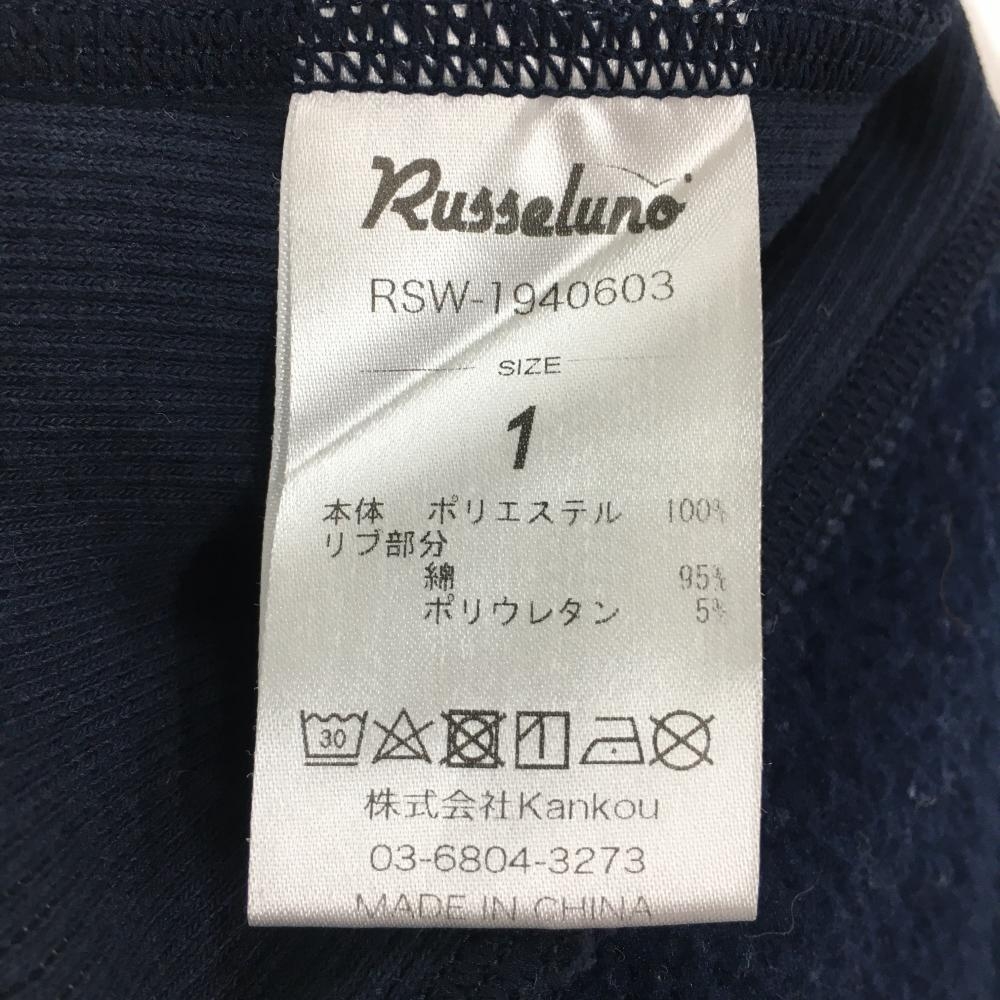 Russeluno
RSW-1940603
SIZE
1
本体 ポリエステル 100%
リブ部分
綿 95%
ポリウレタン 5%
30
株式会社Kankou
03-6804-3273
MADE IN CHINA